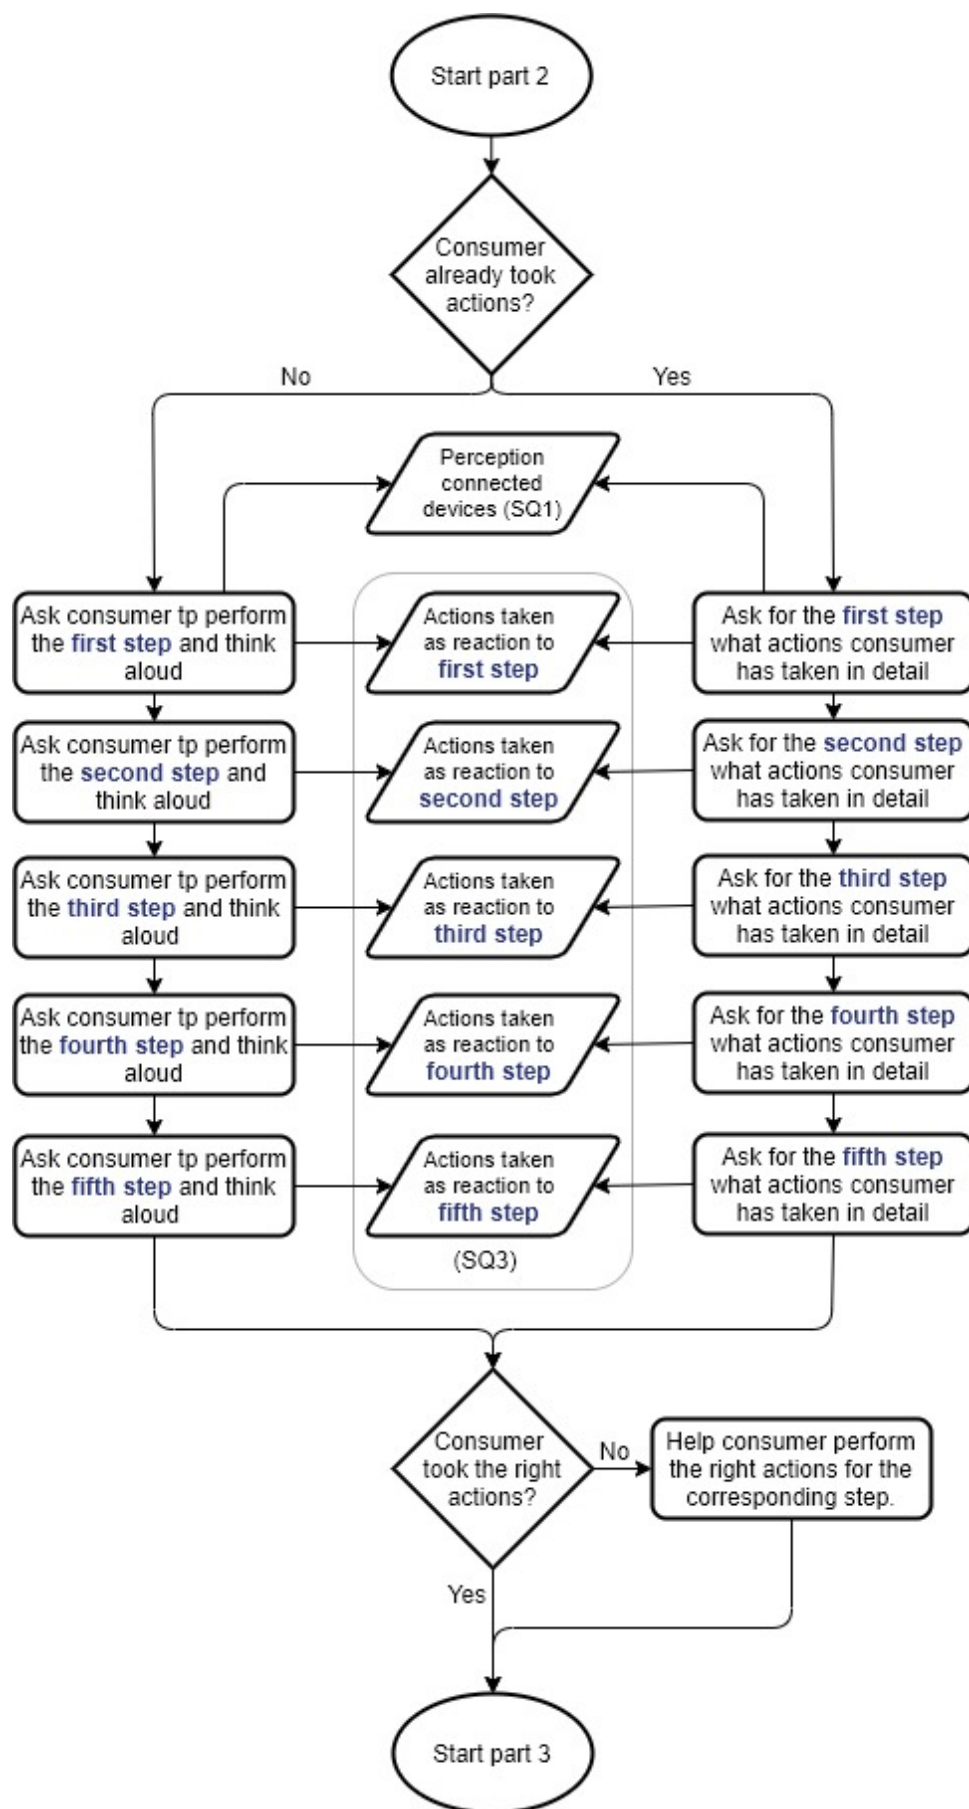 Start part 2
Consumer
already took
actions?
No
Yes
Perception
connected
devices (SQ1)
Ask consumer tp perform
the first step and think
aloud
Actions taken
as reaction to
first step
Ask for the first step
what actions consumer
has taken in detail
Ask consumer tp perform
the second step and
think aloud
Actions taken
as reaction to
second step
Ask for the second step
what actions consumer
has taken in detail
Ask consumer tp perform
the third step and think
aloud
Actions taken
as reaction to
third step
Ask for the third step
what actions consumer
has taken in detail
Ask consumer tp perform
the fourth step and think
aloud
Actions taken
as reaction to
fourth step
Ask for the fourth step
what actions consumer
has taken in detail
Ask consumer tp perform
the fifth step and think
aloud
Actions taken
as reaction to
fifth step
Ask for the fifth step
what actions consumer
has taken in detail
(SQ3)
Consumer
took the right
actions?
No
Help consumer perform
the right actions for the
corresponding step.
Yes
Start part 3